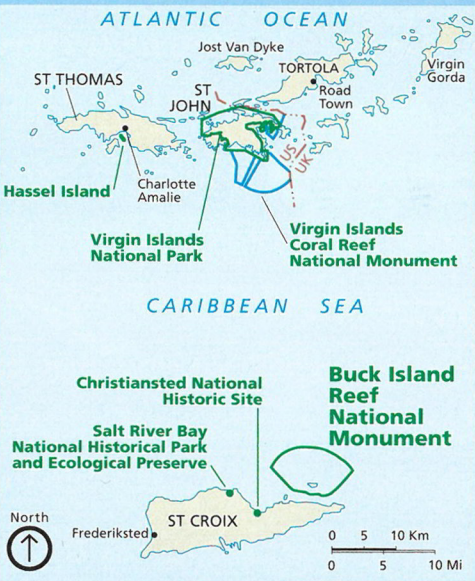 ATLANTIC OCEAN
Jost Van Dyke
ST THOMAS
TORTOLA
Virgin
Gorda
ST
JOHN
Road
Town
US/
UK
Hassel Island
Charlotte
Amalie
Virgin Islands
National Park
Virgin Islands
Coral Reef
National Monument
CARIBBEAN SEA
Christiansted National
Historic Site
Buck Island
Reef
National
Monument
Salt River Bay
National Historical Park
and Ecological Preserve
North
Frederiksted
ST CROIX
0 5 10 Km
0 5 10 Mi